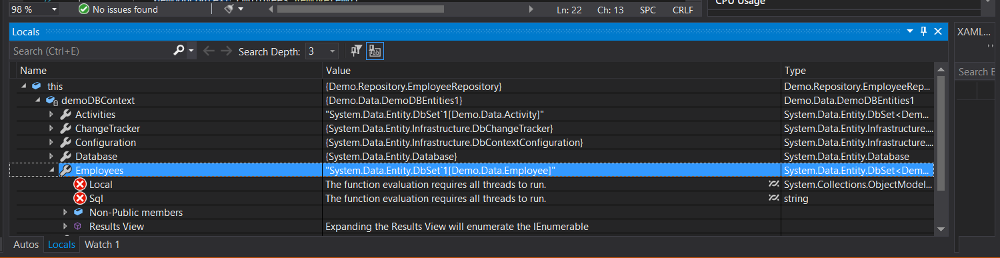 98 % No issues found Ln: 22 Ch: 13 SPC CRLF CPU Usage
Locals XAML...
Search (Ctrl+E) Search Depth: 3
Name Value Type Search E
this {Demo.Repository.EmployeeRepository} Demo.Repository.EmployeeRep...
demoDBContext {Demo.Data.DemoDBEntities1} Demo.Data.DemoDBEntities1
Activities "System.Data.Entity.DbSet`1[Demo.Data.Activity]" System.Data.Entity.DbSet<Dem...
ChangeTracker {System.Data.Entity.Infrastructure.DbChangeTracker} System.Data.Entity.Infrastructure....
Configuration {System.Data.Entity.Infrastructure.DbContextConfiguration} System.Data.Entity.Infrastructure....
Database {System.Data.Entity.Database} System.Data.Entity.Database
Employees "System.Data.Entity.DbSet`1[Demo.Data.Employee]" System.Data.Entity.DbSet<Dem...
Local The function evaluation requires all threads to run. System.Collections.ObjectModel...
Sql The function evaluation requires all threads to run. string
Non-Public members
Results View Expanding the Results View will enumerate the IEnumerable
Autos Locals Watch 1